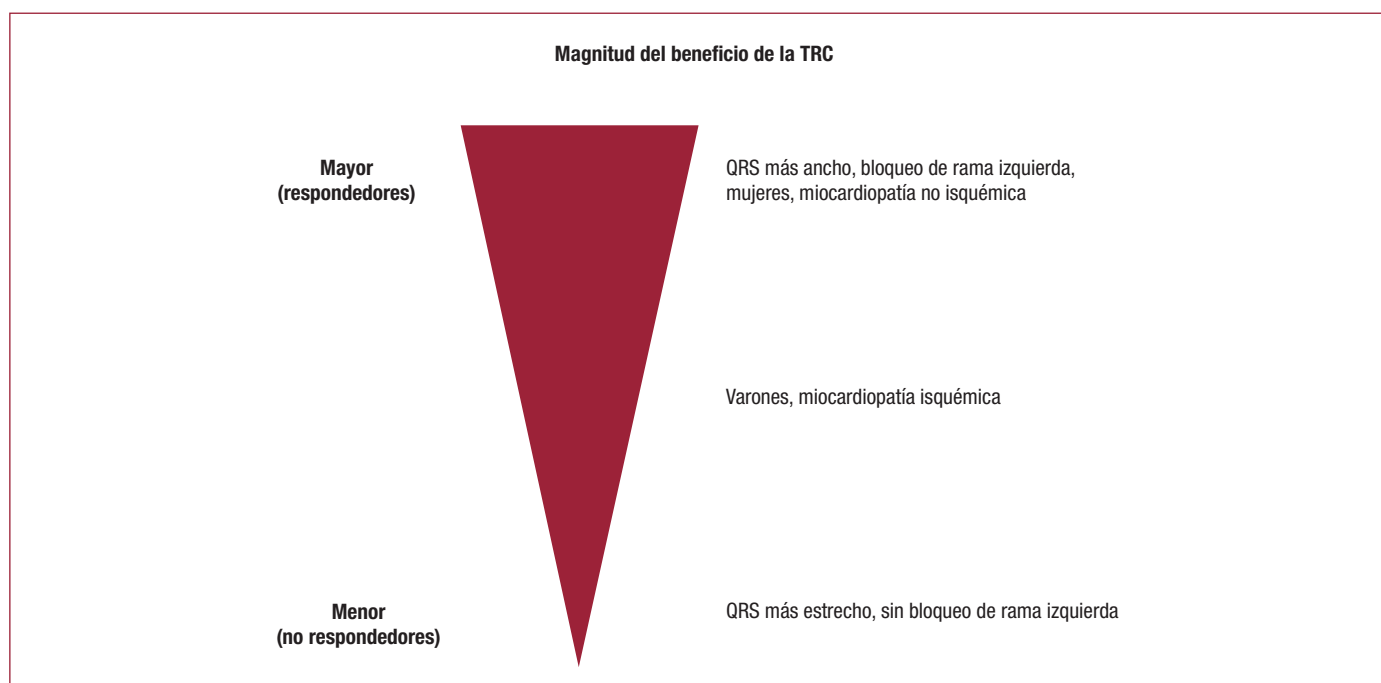 Magnitud del beneficio de la TRC
Mayor
(respondedores)
QRS más ancho, bloqueo de rama izquierda,
mujeres, miocardiopatía no isquémica
Varones, miocardiopatía isquémica
Menor
(no respondedores)
QRS más estrecho, sin bloqueo de rama izquierda